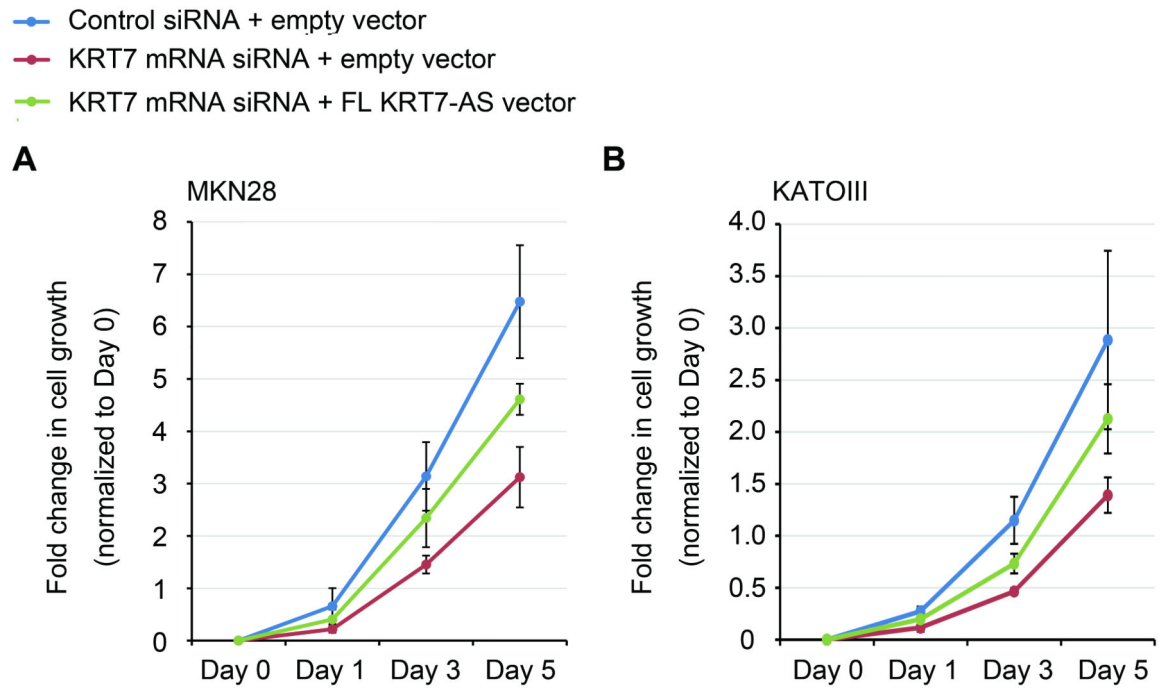 Control siRNA + empty vector
KRT7 mRNA siRNA + empty vector
KRT7 mRNA siRNA + FL KRT7-AS vector
A
MKN28
Fold change in cell growth
(normalized to Day 0)
8
7
6
5
4
3
2
1
0
Day 0 Day 1 Day 3 Day 5
B
KATOIII
Fold change in cell growth
(normalized to Day 0)
4.0
3.5
3.0
2.5
2.0
1.5
1.0
0.5
0
Day 0 Day 1 Day 3 Day 5